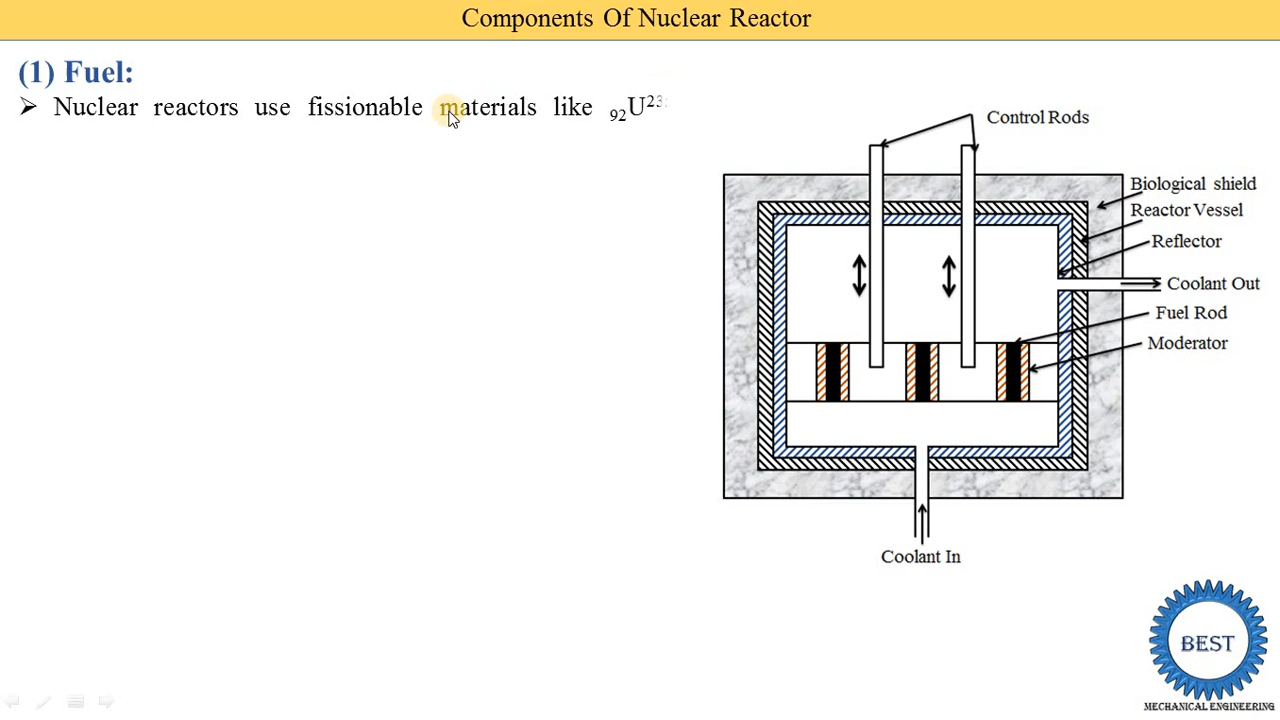 Components Of Nuclear Reactor
(1) Fuel:
➢ Nuclear reactors use fissionable materials like ₉₂U²³
Control Rods
Biological shield
Reactor Vessel
Reflector
Coolant Out
Fuel Rod
Moderator
Coolant In
BEST
MECHANICAL ENGINEERING